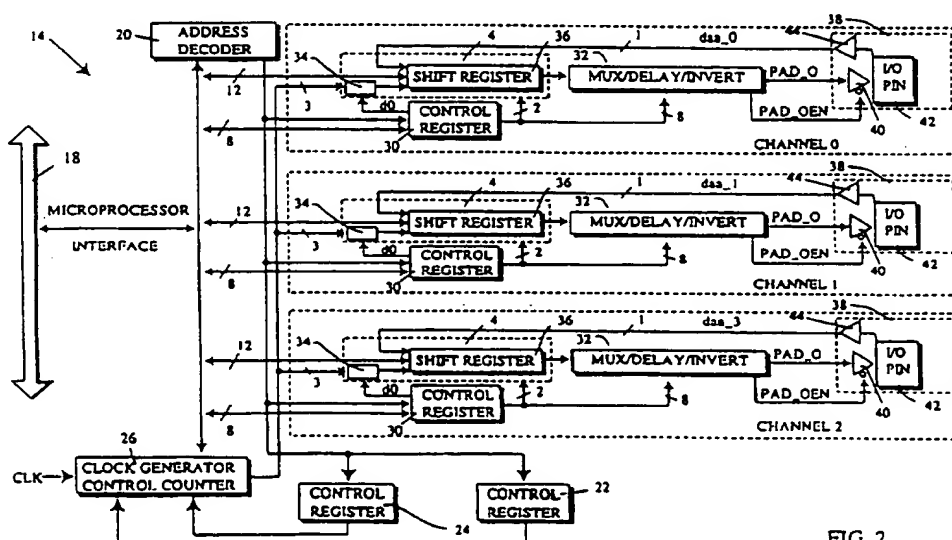 14
20
ADDRESS
DECODER
18
MICROPROCESSOR
INTERFACE
12
3
8
34
4
36
32
1
daa_0
44
38
SHIFT REGISTER
MUX/DELAY/INVERT
PAD_O
I/O
PIN
d0
CONTROL
REGISTER
30
2
8
PAD_OEN
40
42
CHANNEL 0
12
3
8
34
4
36
32
1
daa_1
44
38
SHIFT REGISTER
MUX/DELAY/INVERT
PAD_O
I/O
PIN
d0
CONTROL
REGISTER
30
2
8
PAD_OEN
40
42
CHANNEL 1
12
3
8
34
4
36
32
1
daa_3
44
38
SHIFT REGISTER
MUX/DELAY/INVERT
PAD_O
I/O
PIN
d0
CONTROL
REGISTER
30
2
8
PAD_OEN
40
42
CHANNEL 2
26
CLK
CLOCK GENERATOR
CONTROL COUNTER
CONTROL
REGISTER
24
CONTROL
REGISTER
22
FIG. 2